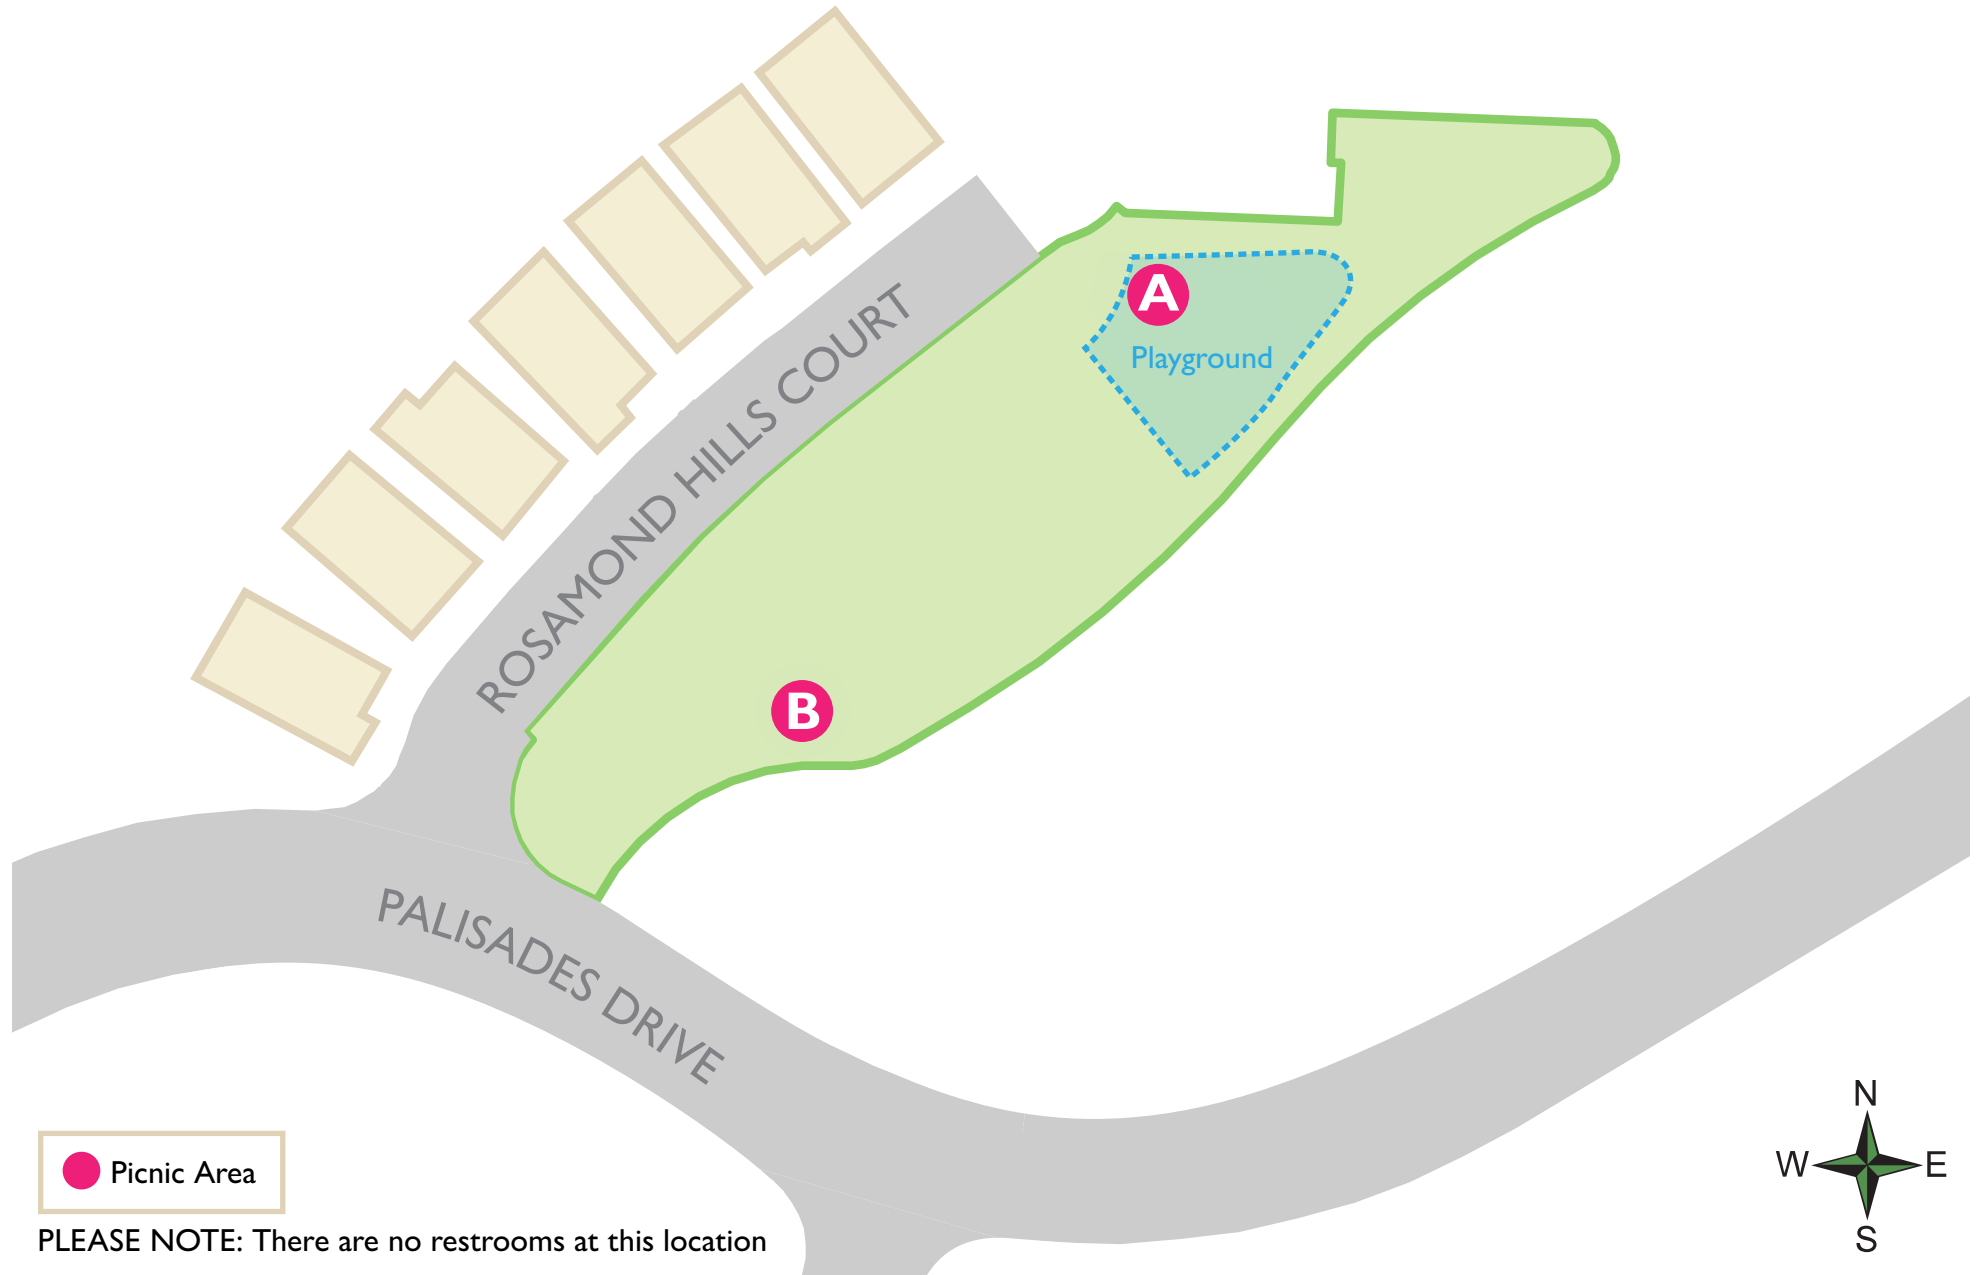 A
Playground
ROSAMOND HILLS COURT
B
PALISADES DRIVE
N
W
E
S
Picnic Area
PLEASE NOTE: There are no restrooms at this location